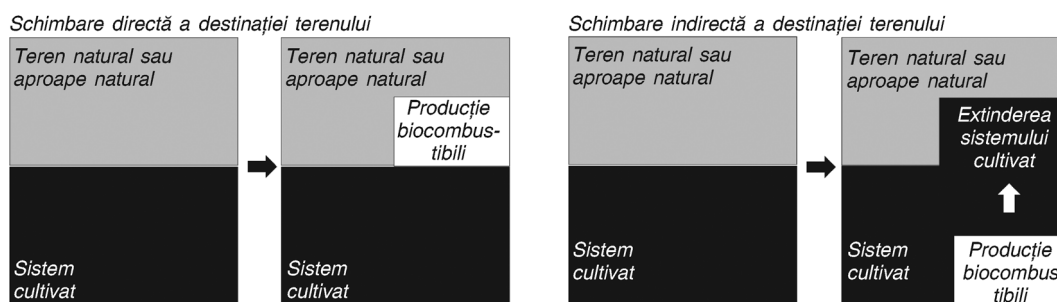 Schimbare directă a destinației terenului
Teren natural sau
aproape natural
Sistem
cultivat
Teren natural sau
aproape natural
Producție
biocombus-
tibili
Sistem
cultivat
Schimbare indirectă a destinației terenului
Teren natural sau
aproape natural
Sistem
cultivat
Teren natural sau
aproape natural
Extinderea
sistemului
cultivat
Sistem
cultivat
Producție
biocombus
tibili